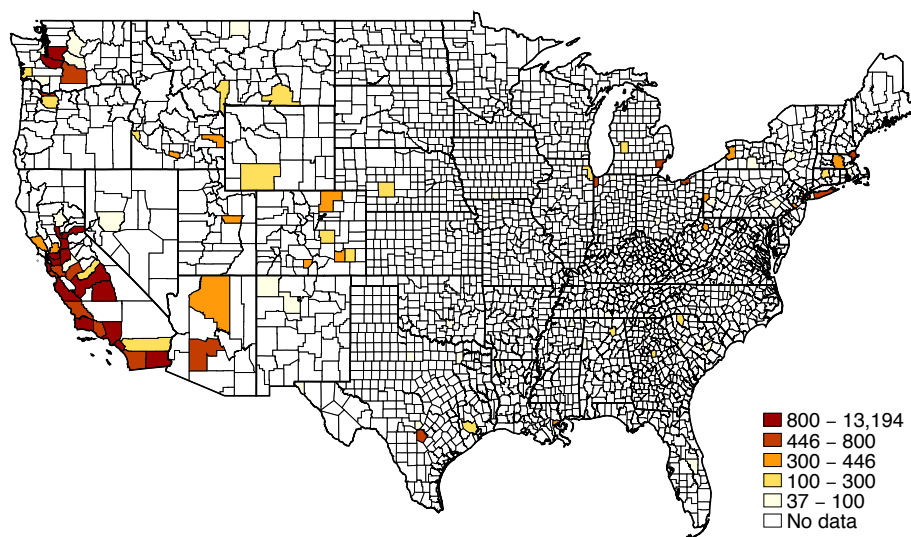 800 – 13,194
446 – 800
300 – 446
100 – 300
37 – 100
No data